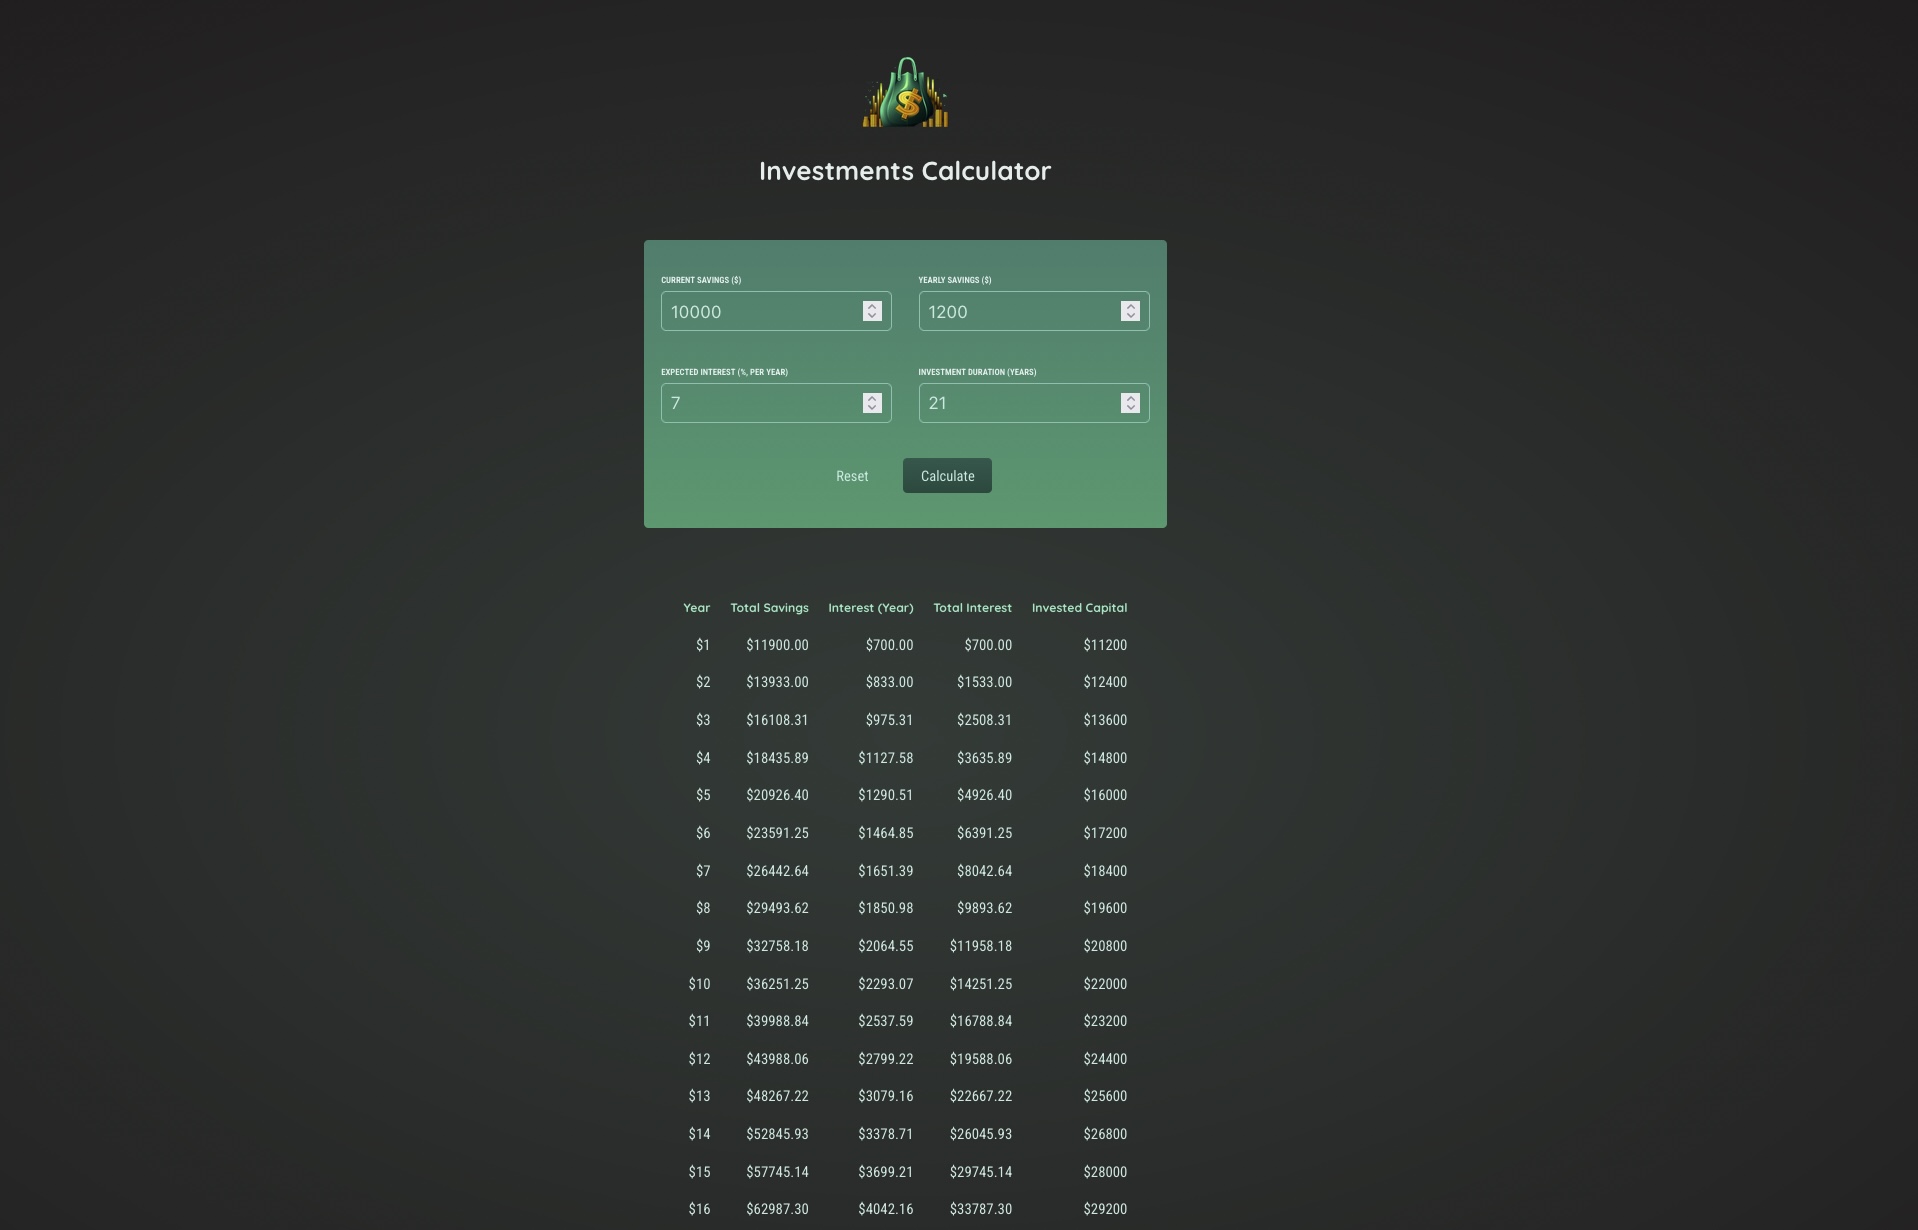 $
Investments Calculator
CURRENT SAVINGS ($) YEARLY SAVINGS ($)
10000 1200
EXPECTED INTEREST (%, PER YEAR) INVESTMENT DURATION (YEARS)
7 21
Reset Calculate
Year Total Savings Interest (Year) Total Interest Invested Capital
$1 $11900.00 $700.00 $700.00 $11200
$2 $13933.00 $833.00 $1533.00 $12400
$3 $16108.31 $975.31 $2508.31 $13600
$4 $18435.89 $1127.58 $3635.89 $14800
$5 $20926.40 $1290.51 $4926.40 $16000
$6 $23591.25 $1464.85 $6391.25 $17200
$7 $26442.64 $1651.39 $8042.64 $18400
$8 $29493.62 $1850.98 $9893.62 $19600
$9 $32758.18 $2064.55 $11958.18 $20800
$10 $36251.25 $2293.07 $14251.25 $22000
$11 $39988.84 $2537.59 $16788.84 $23200
$12 $43988.06 $2799.22 $19588.06 $24400
$13 $48267.22 $3079.16 $22667.22 $25600
$14 $52845.93 $3378.71 $26045.93 $26800
$15 $57745.14 $3699.21 $29745.14 $28000
$16 $62987.30 $4042.16 $33787.30 $29200